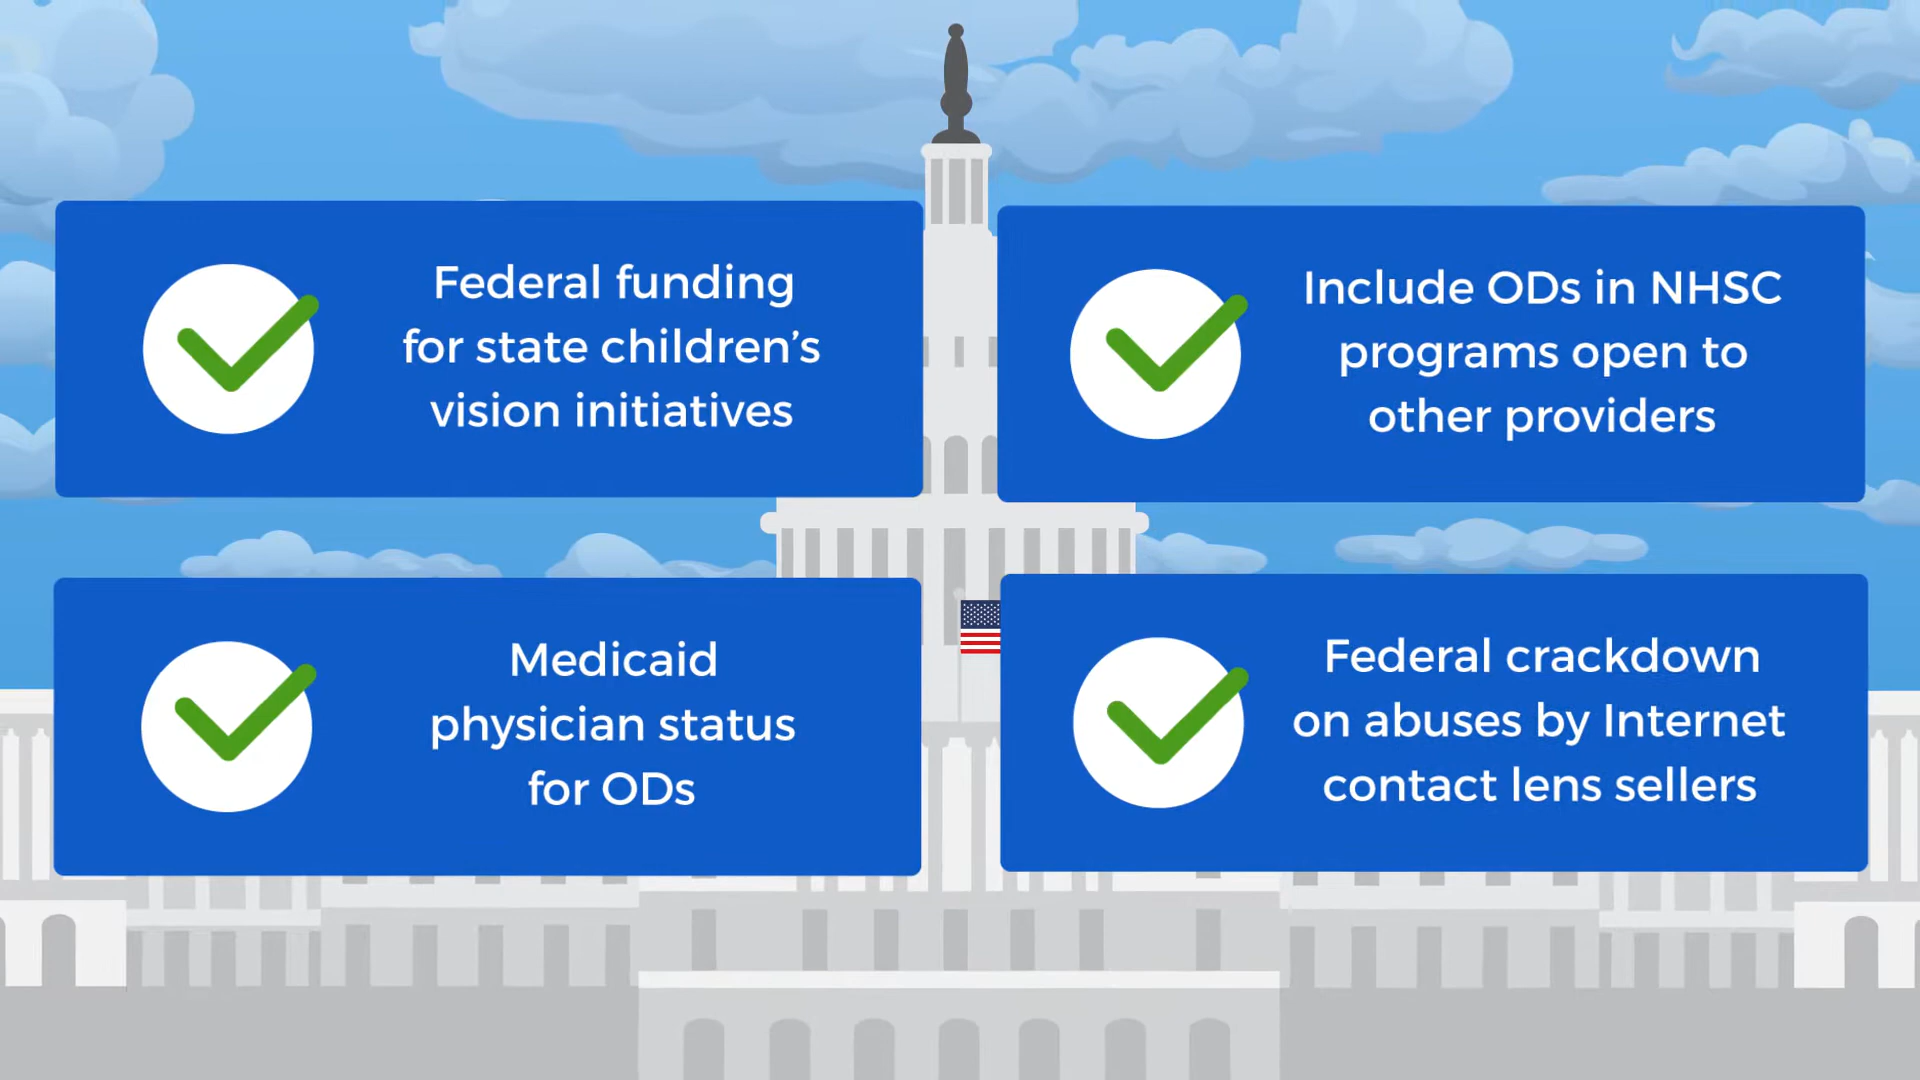 Federal funding
for state children’s
vision initiatives
Include ODs in NHSC
programs open to
other providers
Medicaid
physician status
for ODs
Federal crackdown
on abuses by Internet
contact lens sellers